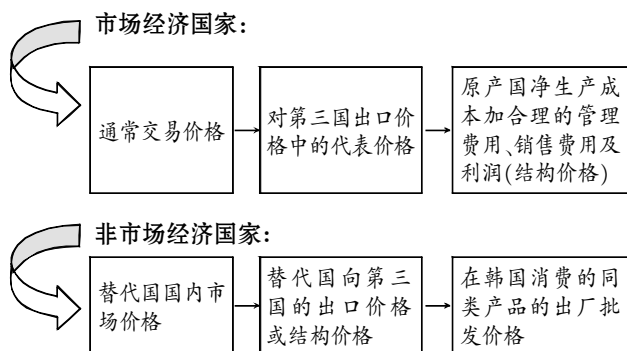 市场经济国家：
通常交易价格
对第三国出口价
格中的代表价格
原产国净生产成
本加合理的管理
费用、销售费用及
利润(结构价格)
非市场经济国家：
替代国国内市
场价格
替代国向第三
国的出口价格
或结构价格
在韩国消费的同
类产品的出厂批
发价格